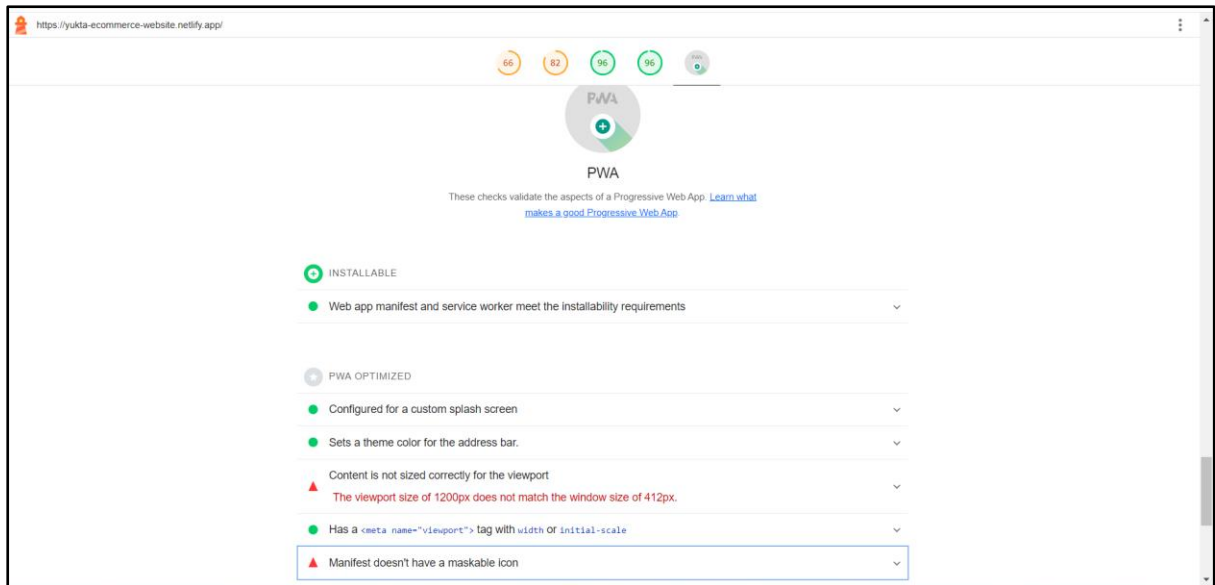 https://yukta-ecommerce-website.netlify.app/
66 82 96 96
PWA
PWA
These checks validate the aspects of a Progressive Web App. Learn what
makes a good Progressive Web App.
INSTALLABLE
Web app manifest and service worker meet the installability requirements
PWA OPTIMIZED
Configured for a custom splash screen
Sets a theme color for the address bar.
Content is not sized correctly for the viewport
The viewport size of 1200px does not match the window size of 412px.
Has a <meta name="viewport"> tag with width or initial-scale
Manifest doesn't have a maskable icon